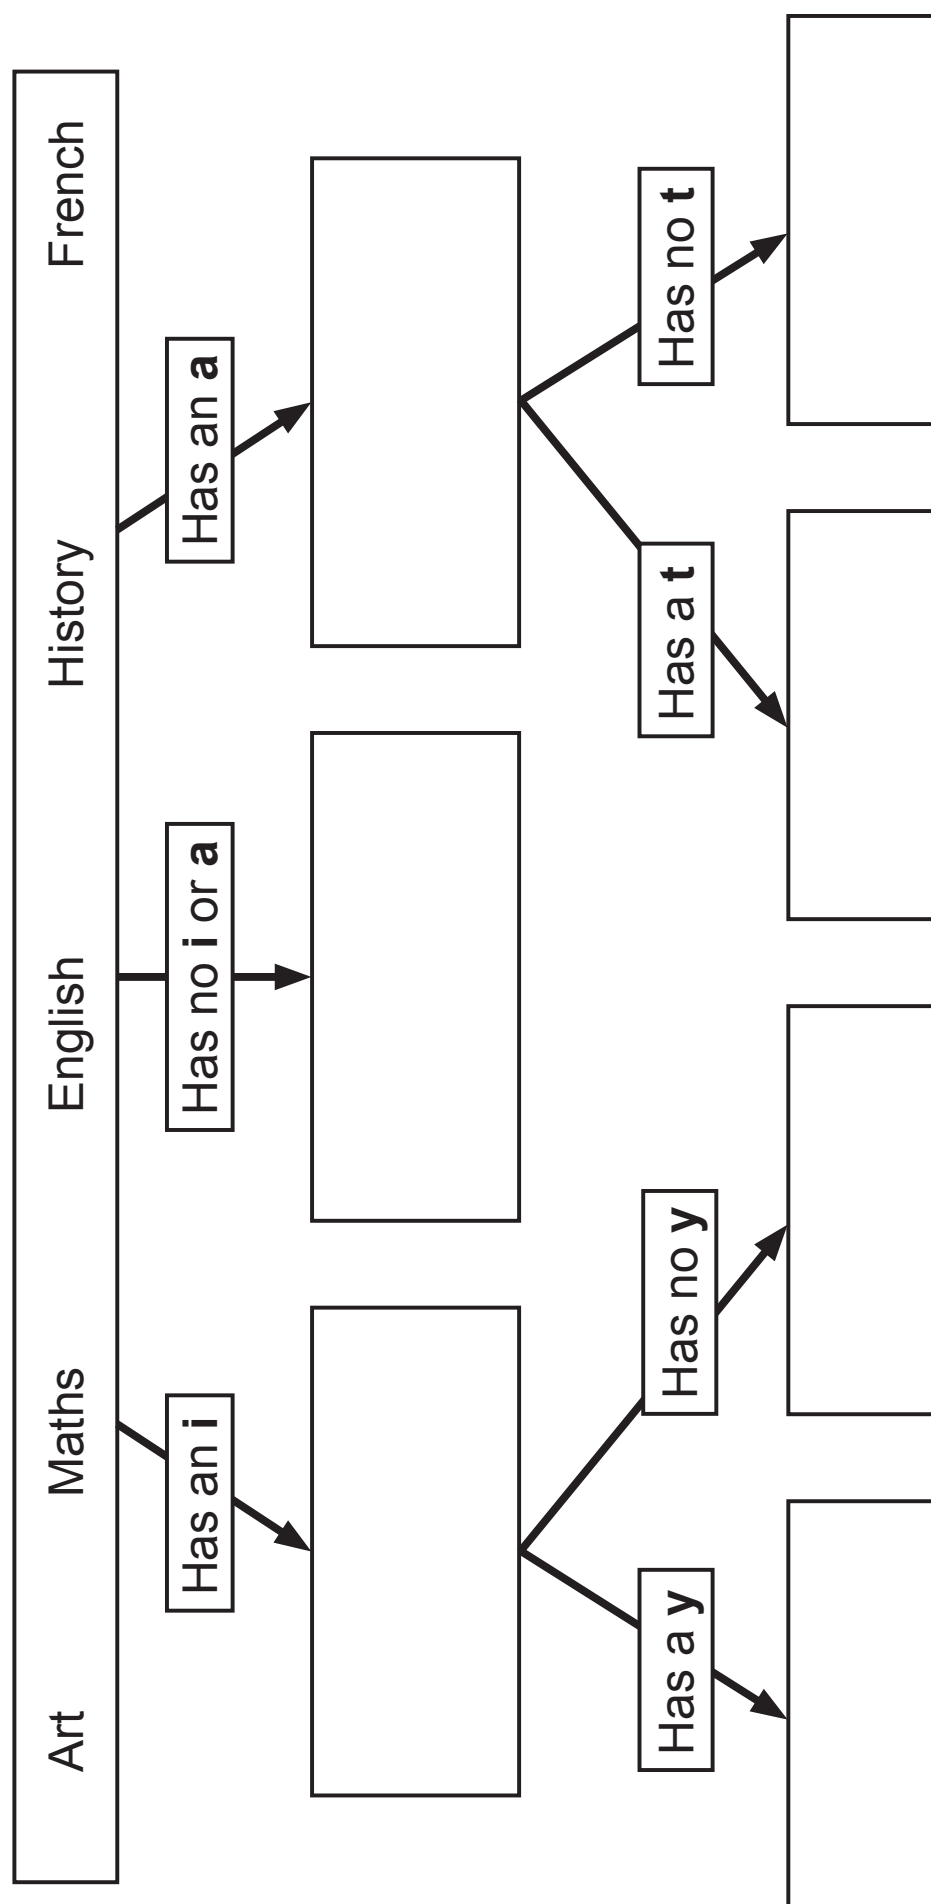 Art Maths English History French
Has an i Has no i or a Has an a
Has a y Has no y Has a t Has no t